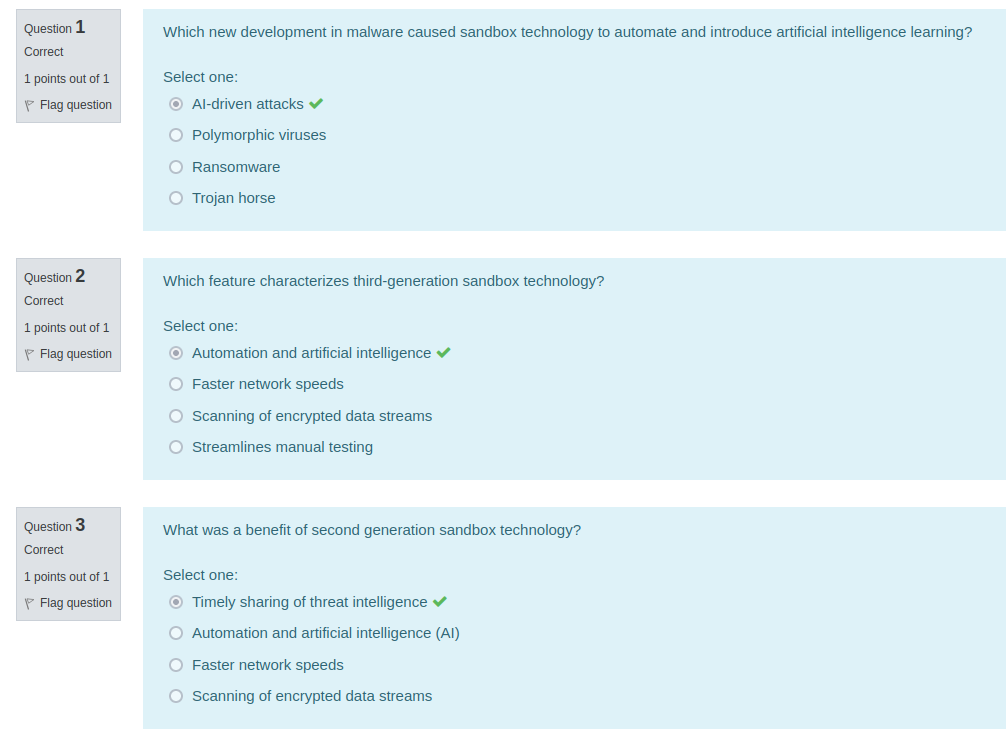 Question 1
Correct
1 points out of 1
Flag question
Which new development in malware caused sandbox technology to automate and introduce artificial intelligence learning?
Select one:
AI-driven attacks
Polymorphic viruses
Ransomware
Trojan horse
Question 2
Correct
1 points out of 1
Flag question
Which feature characterizes third-generation sandbox technology?
Select one:
Automation and artificial intelligence
Faster network speeds
Scanning of encrypted data streams
Streamlines manual testing
Question 3
Correct
1 points out of 1
Flag question
What was a benefit of second generation sandbox technology?
Select one:
Timely sharing of threat intelligence
Automation and artificial intelligence (AI)
Faster network speeds
Scanning of encrypted data streams